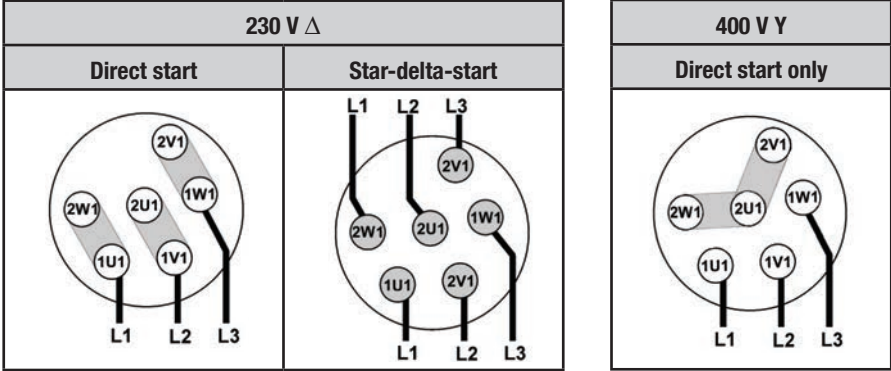 230 V Δ
Direct start
2V1
2W1 2U1 1W1
1U1 1V1
L1 L2 L3
Star-delta-start
L1 L2 L3
2V1
2W1 2U1 1W1
1U1 2V1
L1 L2 L3
400 V Y
Direct start only
2V1
2W1 2U1 1W1
1U1 1V1
L1 L2 L3